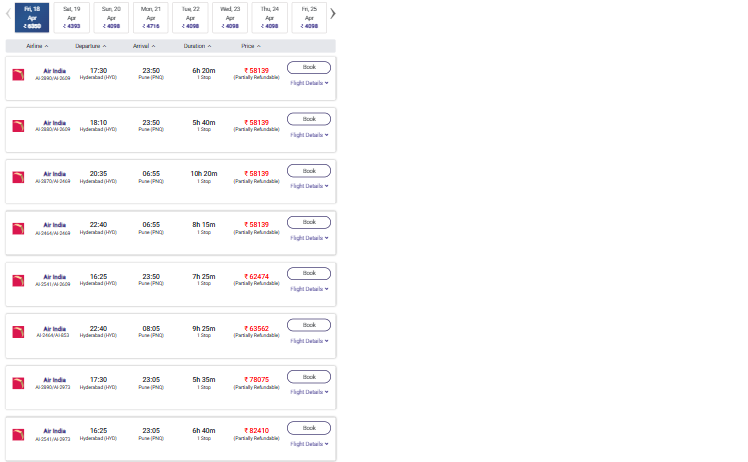 Fri, 18 Sat, 19 Sun, 20 Mon, 21 Tue, 22 Wed, 23 Thu, 24 Fri, 25
Apr Apr Apr Apr Apr Apr Apr Apr
₹ 4393 ₹ 4098 ₹ 4716 ₹ 4098 ₹ 4098 ₹ 4098 ₹ 4098
Airline Departure Arrival Duration Price
Air India 17:30 23:50 6h 20m ₹ 58139 Book
AI-2890/AI-2609 Hyderabad (HYD) Pune (PNQ) 1 Stop (Partially Refundable)
Flight Details
Air India 18:10 23:50 5h 40m ₹ 58139 Book
AI-2880/AI-2609 Hyderabad (HYD) Pune (PNQ) 1 Stop (Partially Refundable)
Flight Details
Air India 20:35 06:55 10h 20m ₹ 58139 Book
AI-2870/AI-2469 Hyderabad (HYD) Pune (PNQ) 1 Stop (Partially Refundable)
Flight Details
Air India 22:40 06:55 8h 15m ₹ 58139 Book
AI-2464/AI-2469 Hyderabad (HYD) Pune (PNQ) 1 Stop (Partially Refundable)
Flight Details
Air India 16:25 23:50 7h 25m ₹ 62474 Book
AI-2541/AI-2609 Hyderabad (HYD) Pune (PNQ) 1 Stop (Partially Refundable)
Flight Details
Air India 22:40 08:05 9h 25m ₹ 63562 Book
AI-2464/AI-853 Hyderabad (HYD) Pune (PNQ) 1 Stop (Partially Refundable)
Flight Details
Air India 17:30 23:05 5h 35m ₹ 78075 Book
AI-2890/AI-2973 Hyderabad (HYD) Pune (PNQ) 1 Stop (Partially Refundable)
Flight Details
Air India 16:25 23:05 6h 40m ₹ 82410 Book
AI-2541/AI-2973 Hyderabad (HYD) Pune (PNQ) 1 Stop (Partially Refundable)
Flight Details